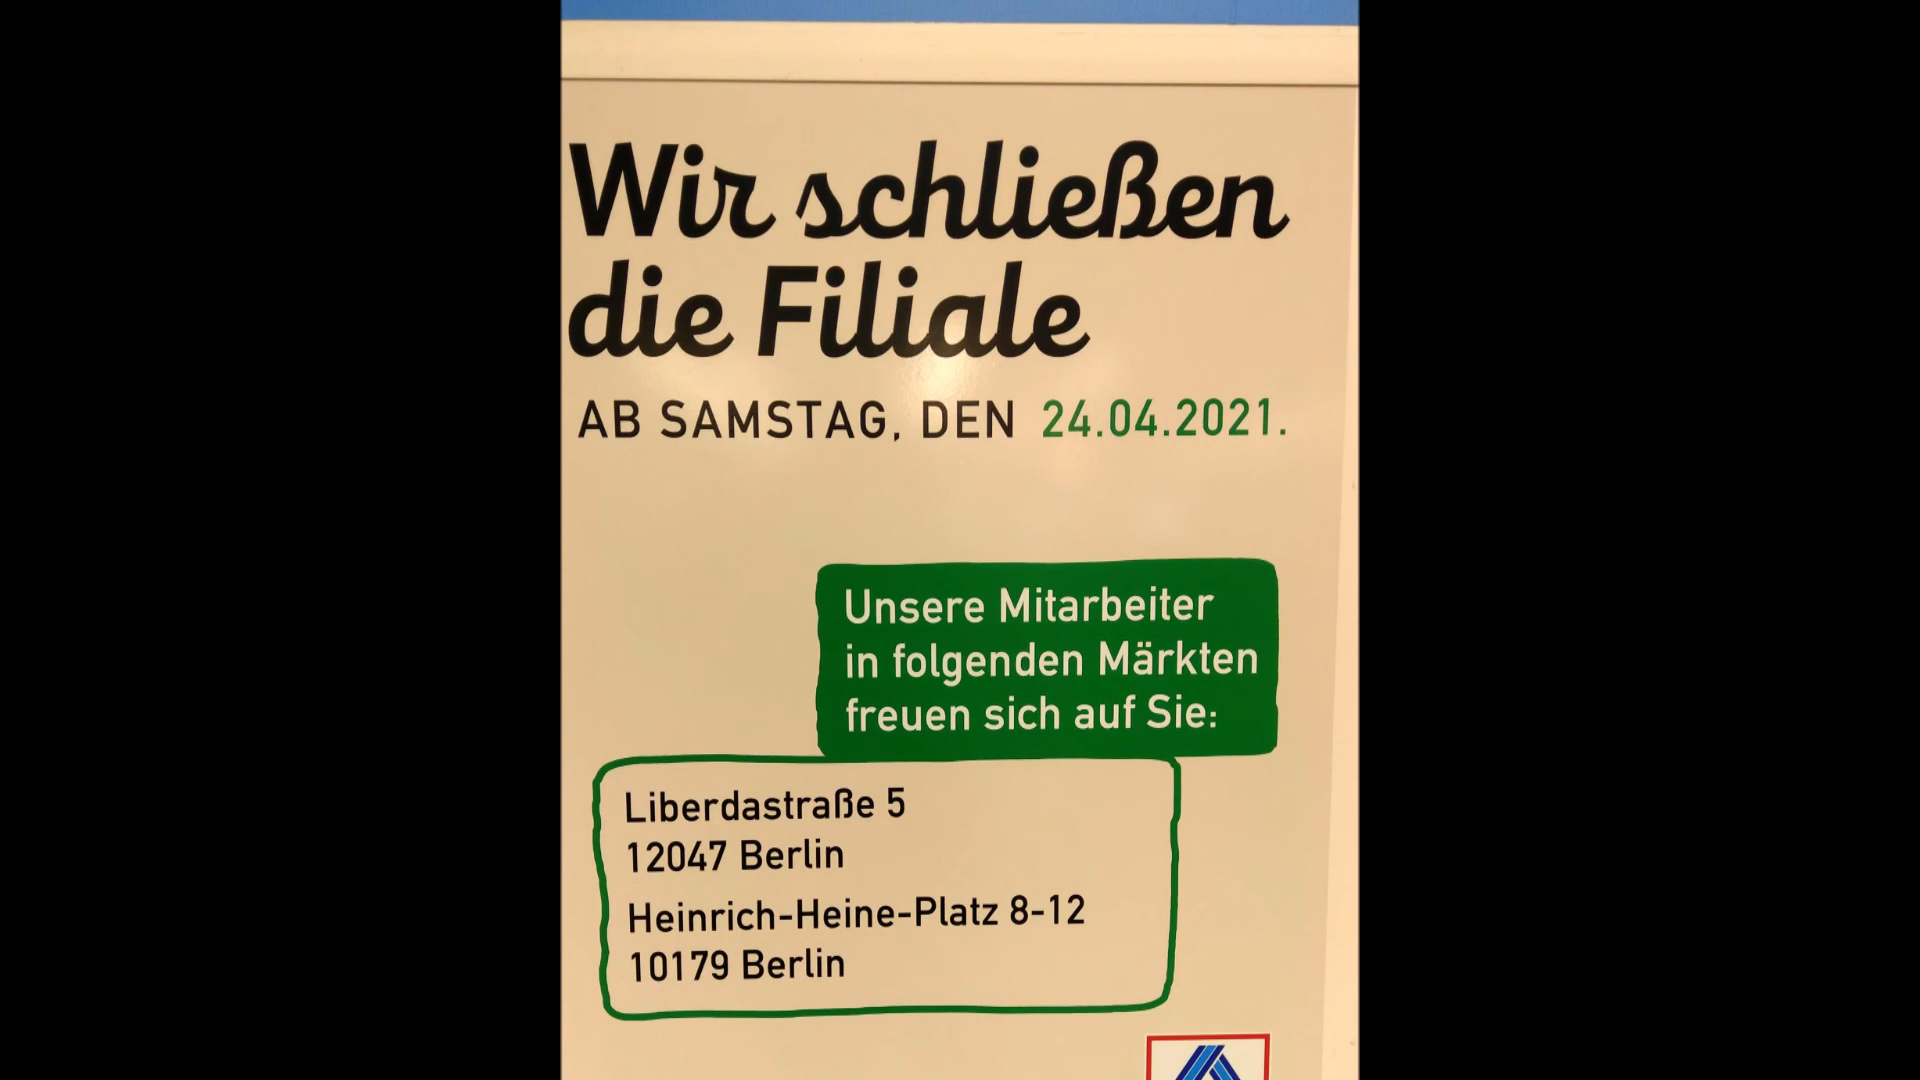 Wir schließen
die Filiale
AB SAMSTAG, DEN 24.04.2021.
Unsere Mitarbeiter
in folgenden Märkten
freuen sich auf Sie:
Liberdastraße 5
12047 Berlin
Heinrich-Heine-Platz 8-12
10179 Berlin